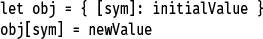 let obj = { [sym]: initialValue }
obj[sym] = newValue